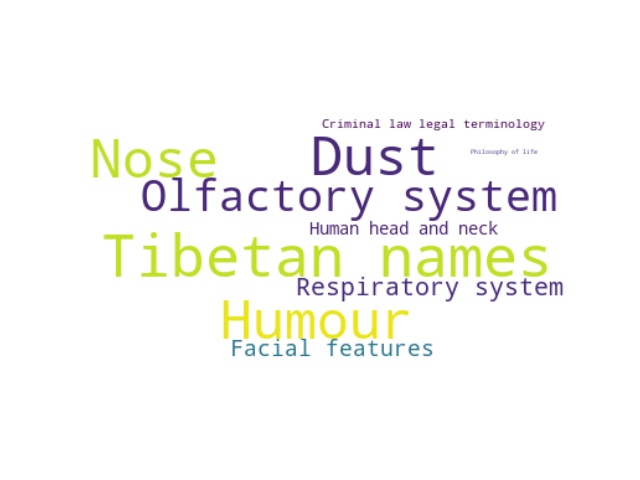 Criminal law legal terminology
Nose
Dust
Philosophy of life
Olfactory system
Human head and neck
Tibetan names
Respiratory system
Humour
Facial features